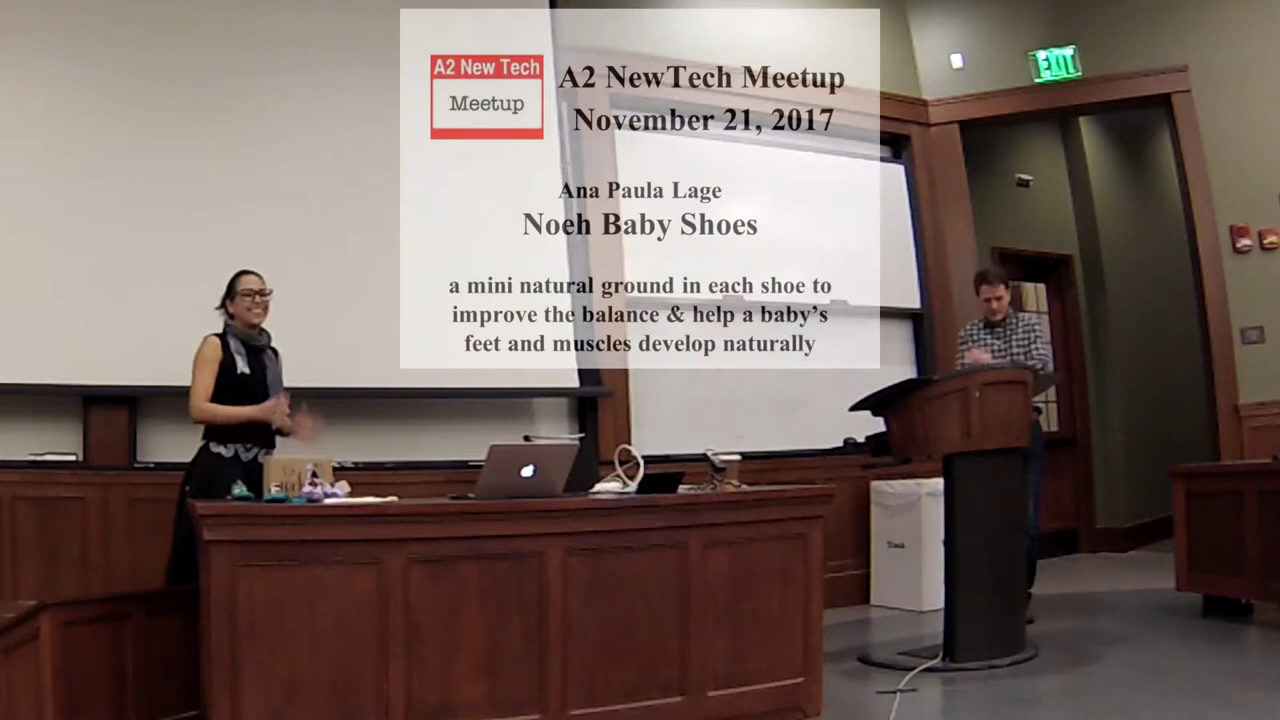 EXIT
A2 New Tech
Meetup
A2 NewTech Meetup
November 21, 2017
Ana Paula Lage
Noeh Baby Shoes
a mini natural ground in each shoe to
improve the balance & help a baby's
feet and muscles develop naturally
Trash